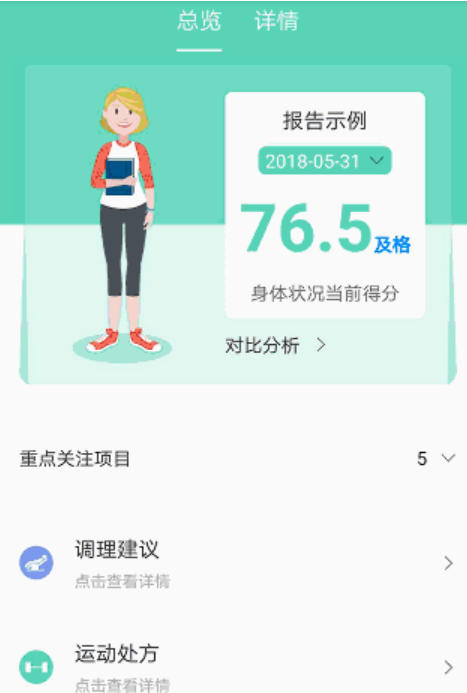 总览 详情
报告示例
2018-05-31
76.5及格
身体状况当前得分
对比分析
重点关注项目 5
调理建议
点击查看详情
运动处方
点击查看详情